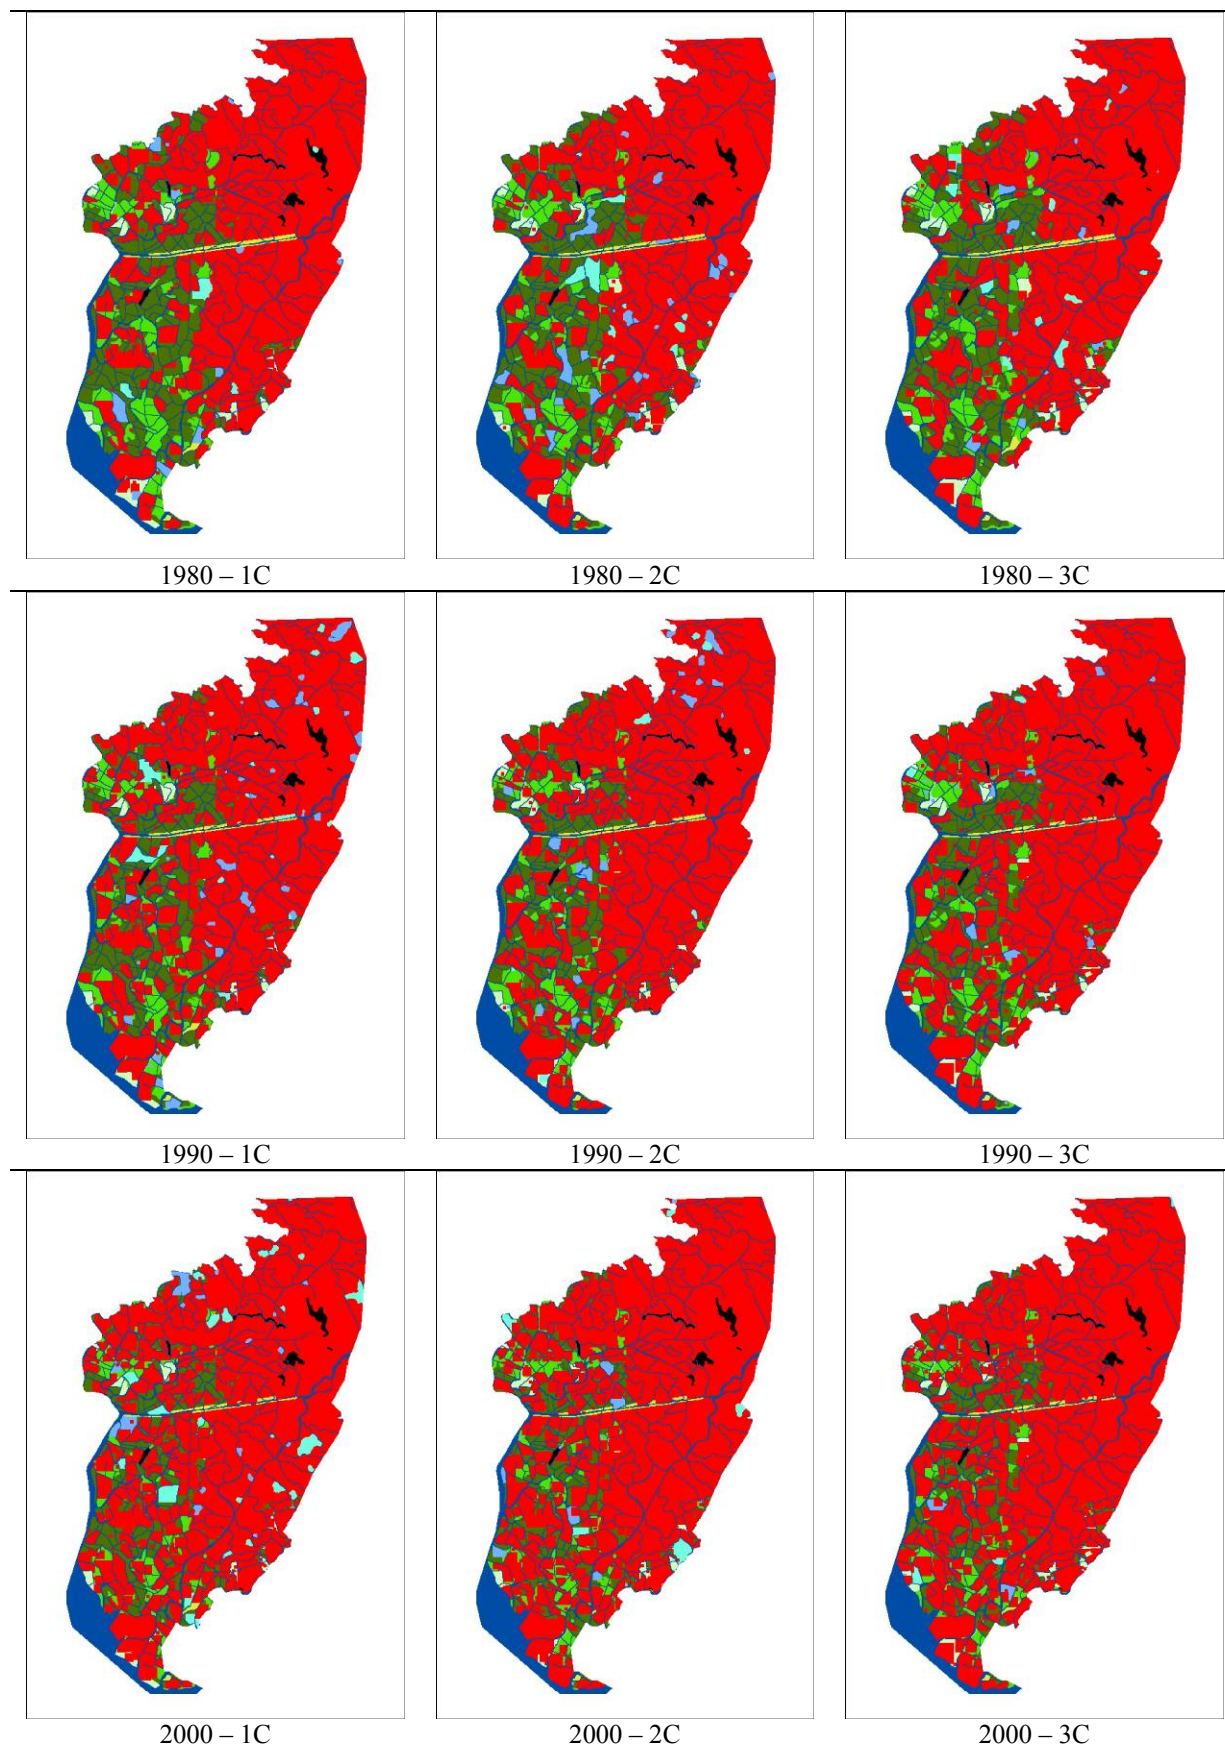 1980 – 1C
1980 – 2C
1980 – 3C
1990 – 1C
1990 – 2C
1990 – 3C
2000 – 1C
2000 – 2C
2000 – 3C